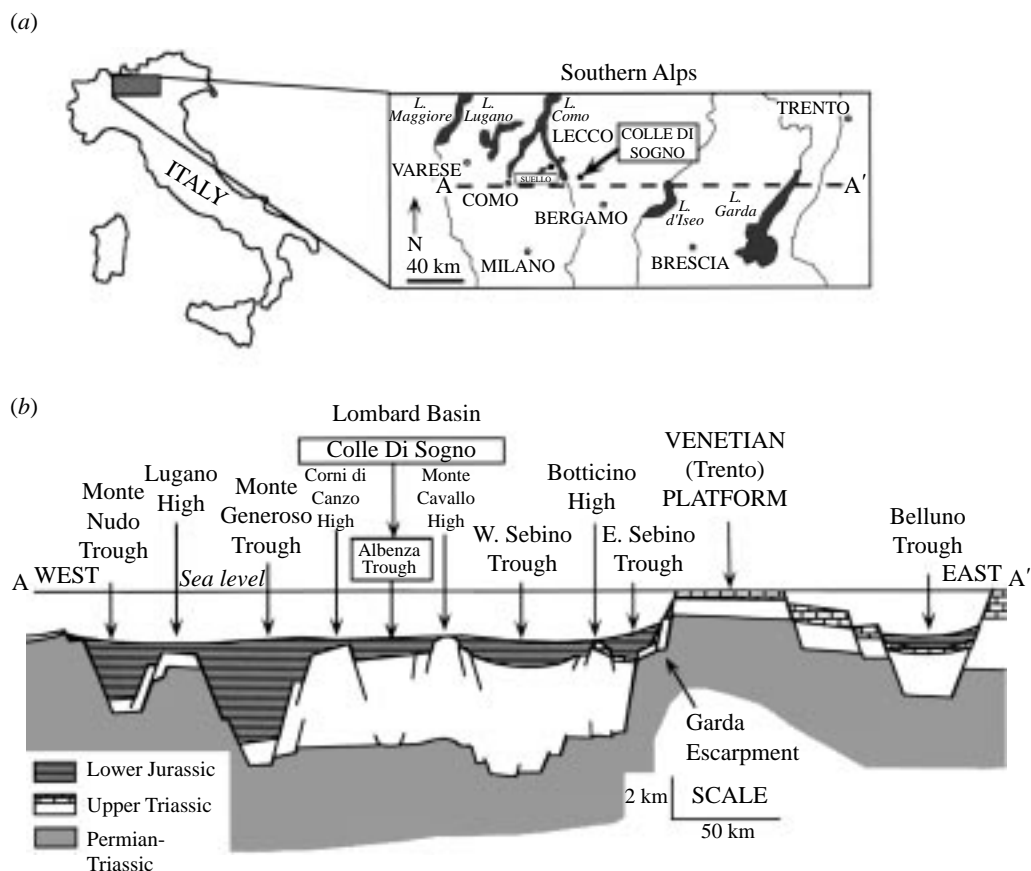 (a)
Southern Alps
L.
Maggiore
L.
Lugano
L.
Como
LECCO
COLLE DI
SOGNO
TRENTO
VARESE
SUELLO
A
A′
COMO
BERGAMO
L.
d'Iseo
L.
Garda
N
40 km
MILANO
BRESCIA
ITALY
(b)
Lombard Basin
Colle Di Sogno
Monte
Nudo
Trough
Lugano
High
Monte
Generoso
Trough
Corni di
Canzo
High
Albenza
Trough
Monte
Cavallo
High
W. Sebino
Trough
Botticino
High
E. Sebino
Trough
VENETIAN
(Trento)
PLATFORM
Belluno
Trough
A WEST
Sea level
EAST A′
Garda
Escarpment
Lower Jurassic
Upper Triassic
Permian-
Triassic
2 km
SCALE
50 km